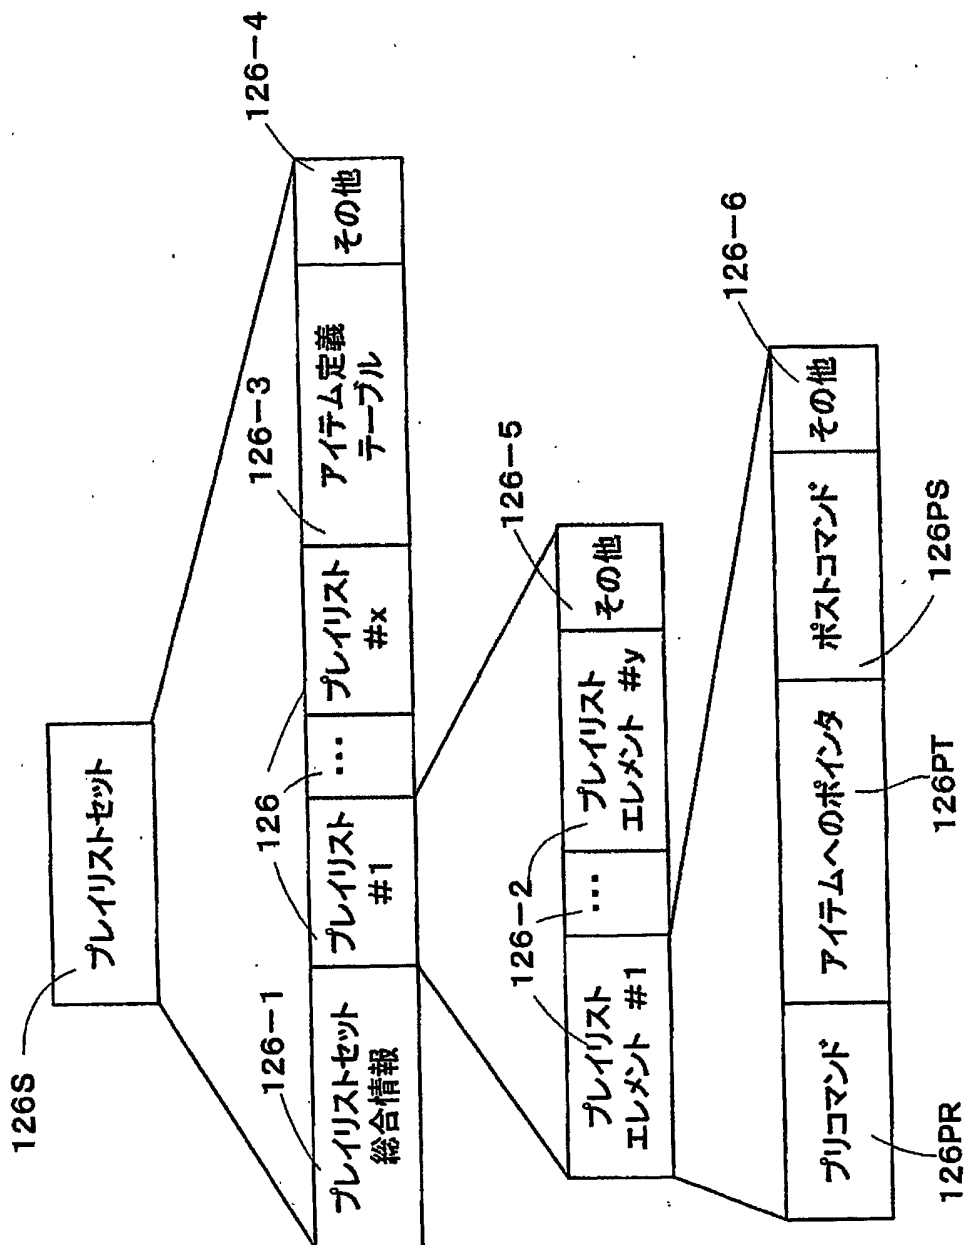 126S
プレイリストセット
126-1
126
126-3
126-4
プレイリストセット
総合情報
プレイリスト
#1
...
プレイリスト
#x
アイテム定義
テーブル
その他
126-2
126-5
プレイリスト
エレメント #1
...
プレイリスト
エレメント #y
その他
126-6
プリコマンド
アイテムへのポインタ
ポストコマンド
その他
126PR
126PT
126PS